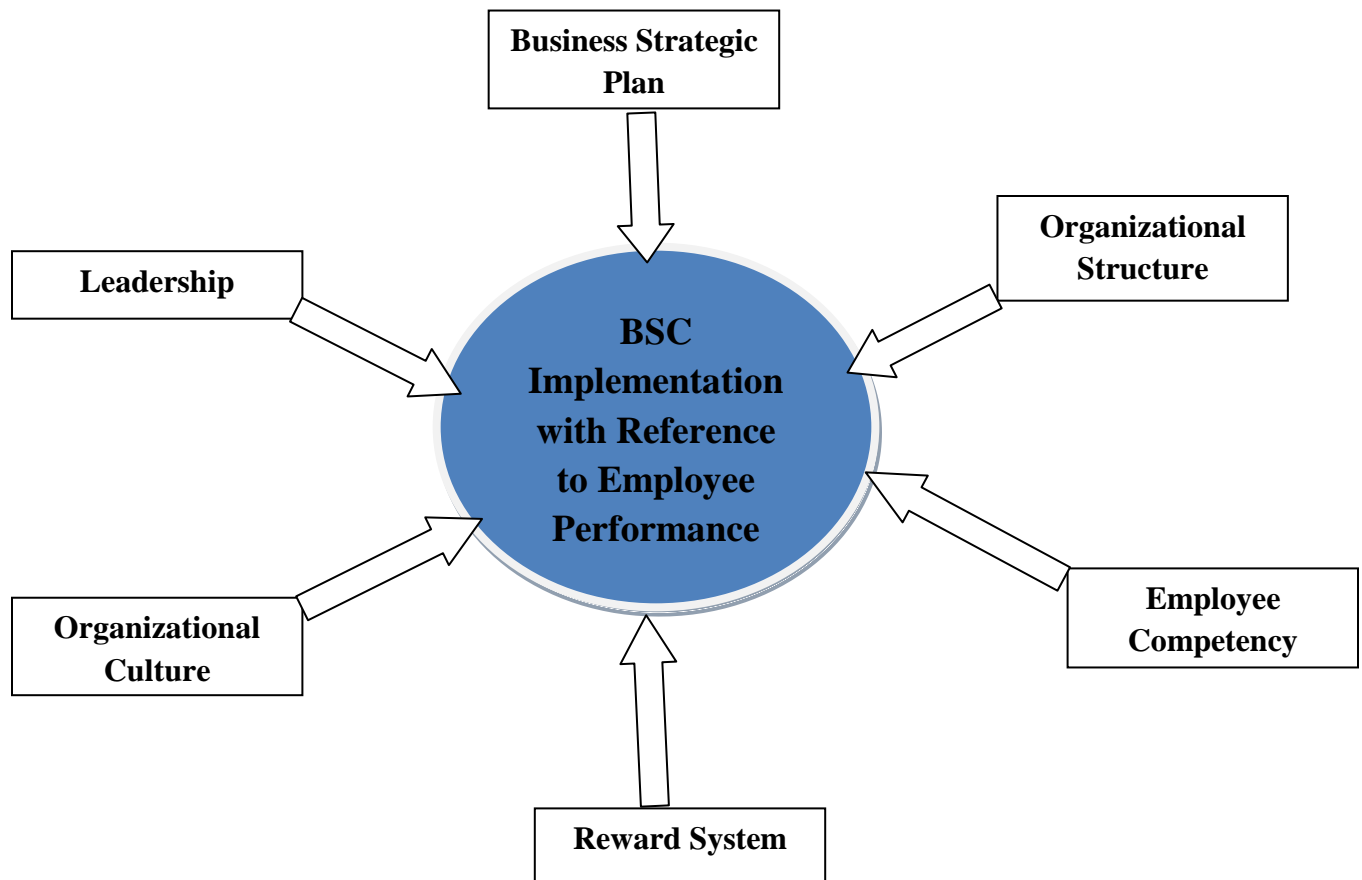 Business Strategic
Plan
Organizational
Structure
Leadership
BSC
Implementation
with Reference
to Employee
Performance
Employee
Competency
Organizational
Culture
Reward System